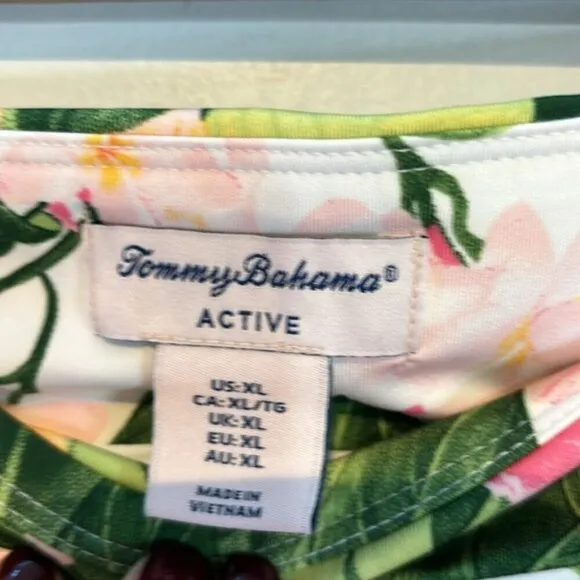 Tommy Bahama®
ACTIVE
US: XL
CA: XL/TG
UK: XL
EU: XL
AU: XL
MADE IN
VIETNAM